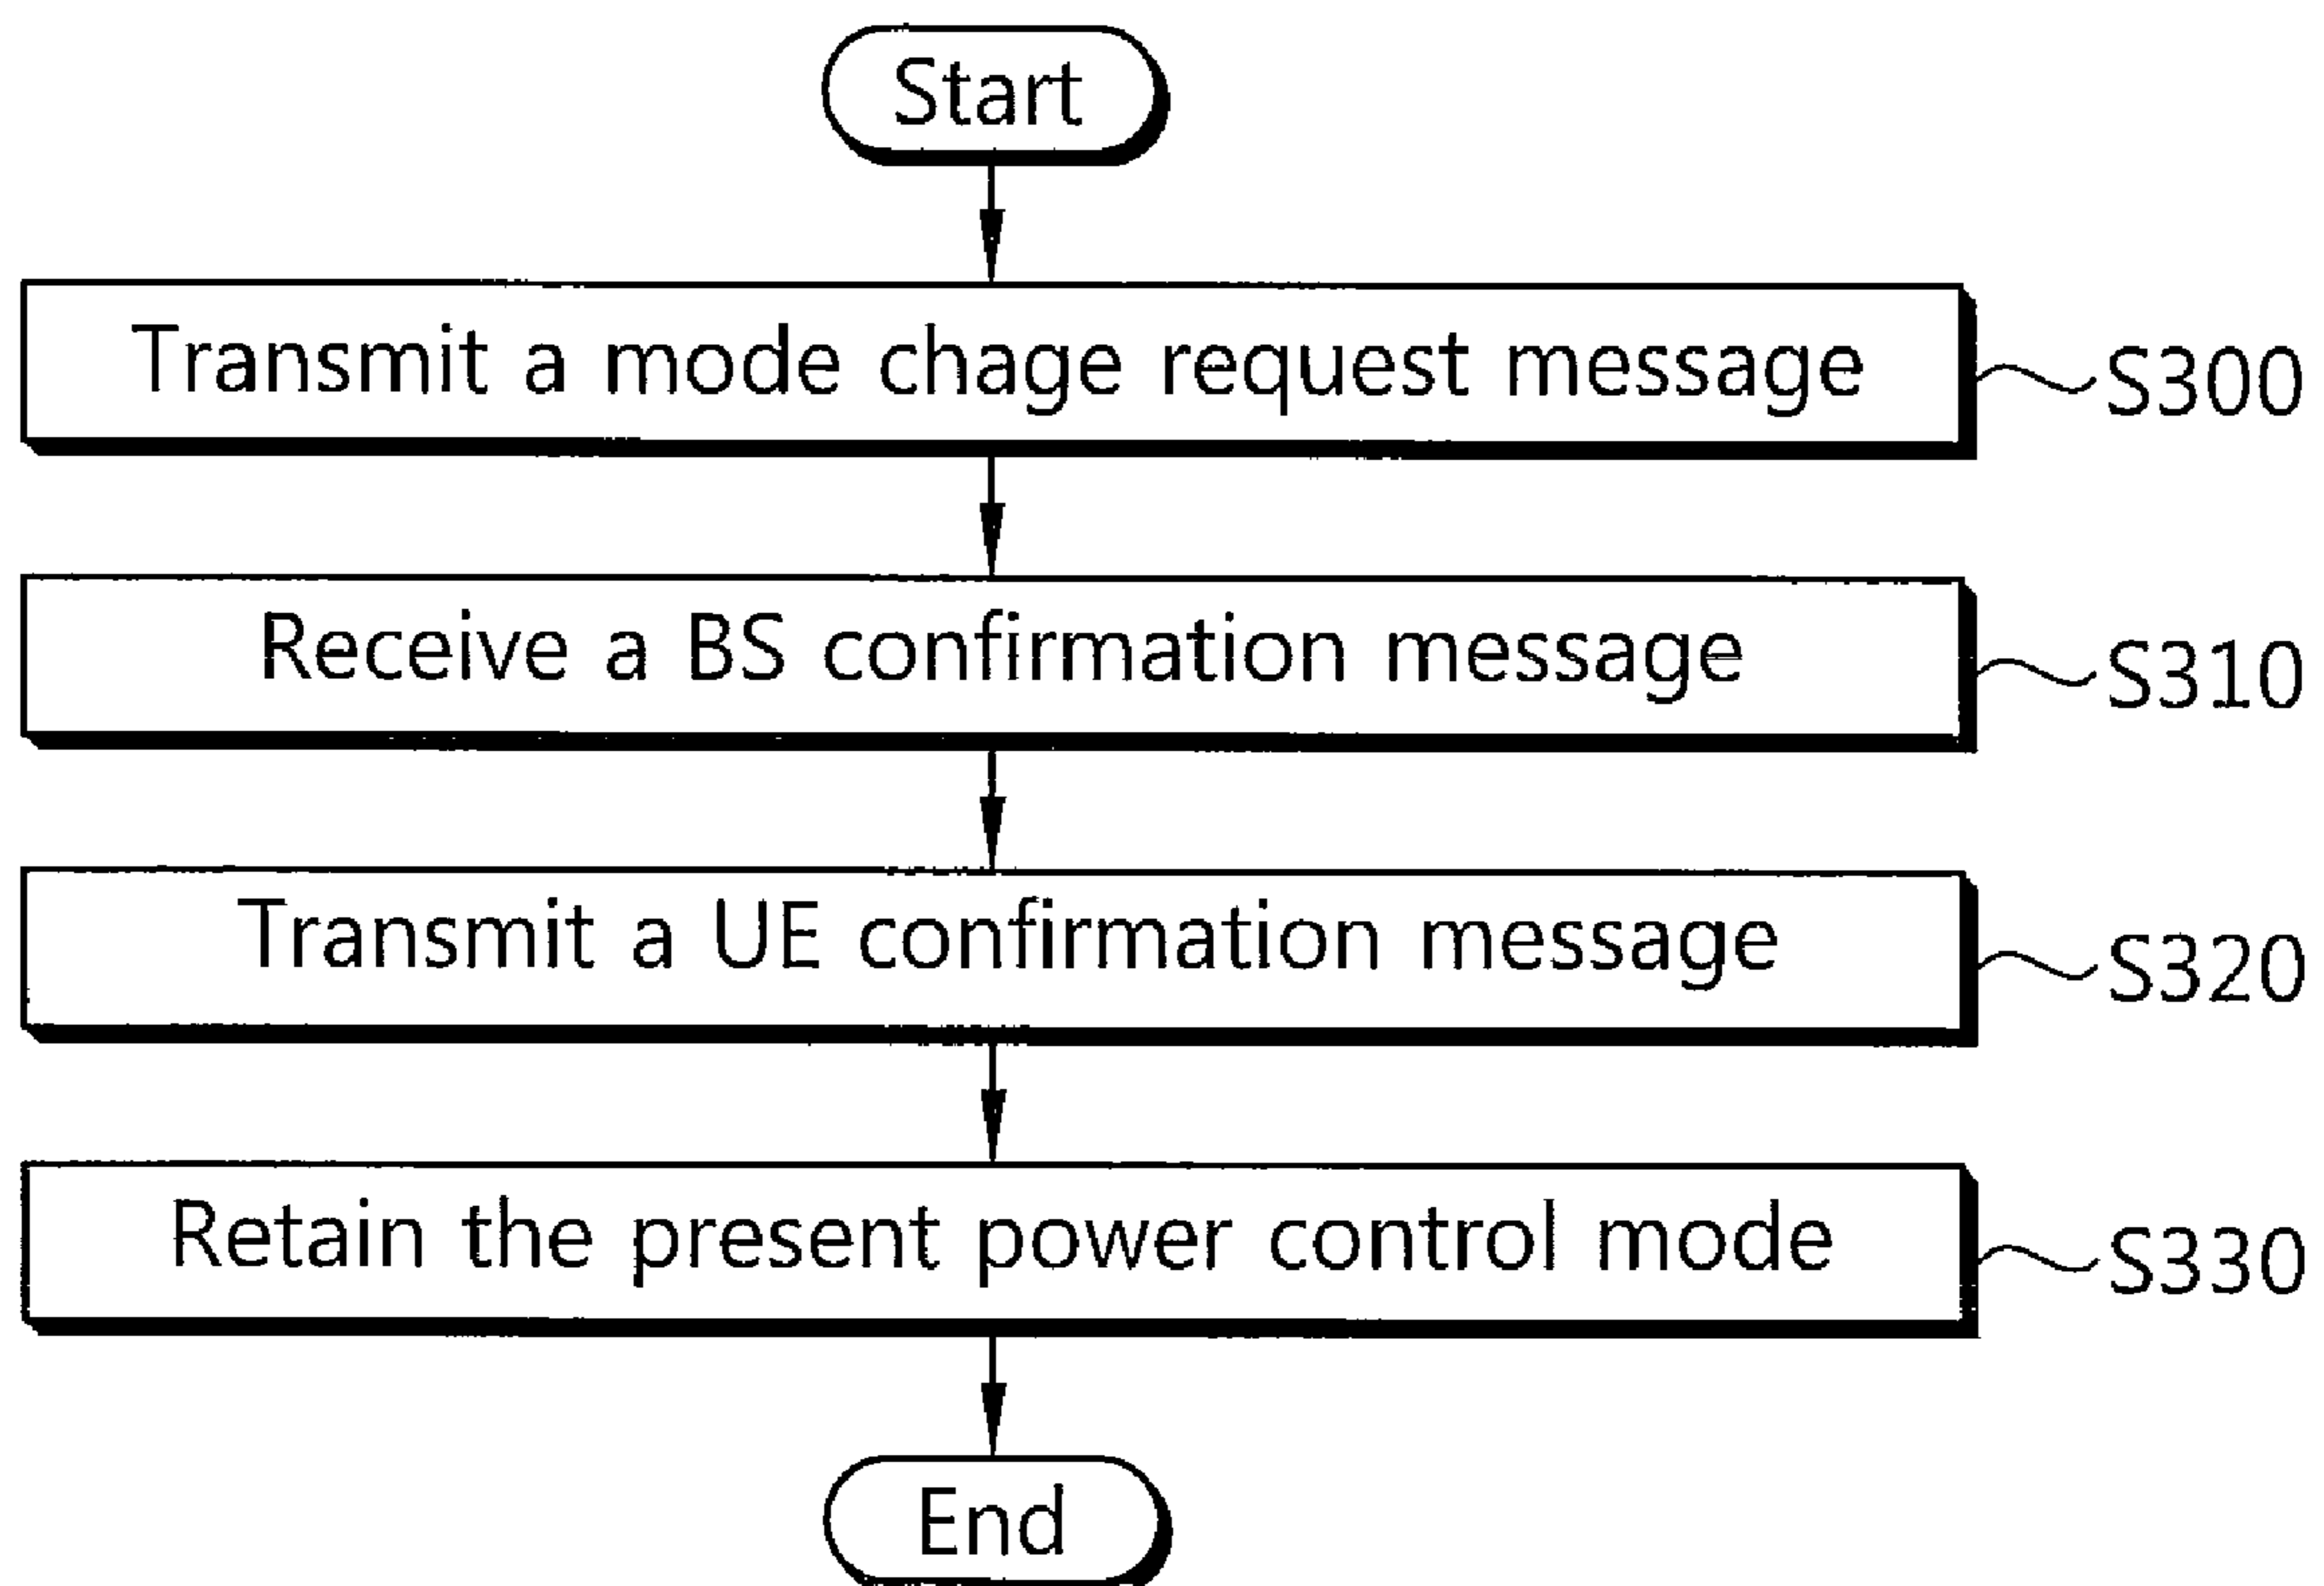 Start
Transmit a mode chage request message
S300
Receive a BS confirmation message
S310
Transmit a UE confirmation message
S320
Retain the present power control mode
S330
End